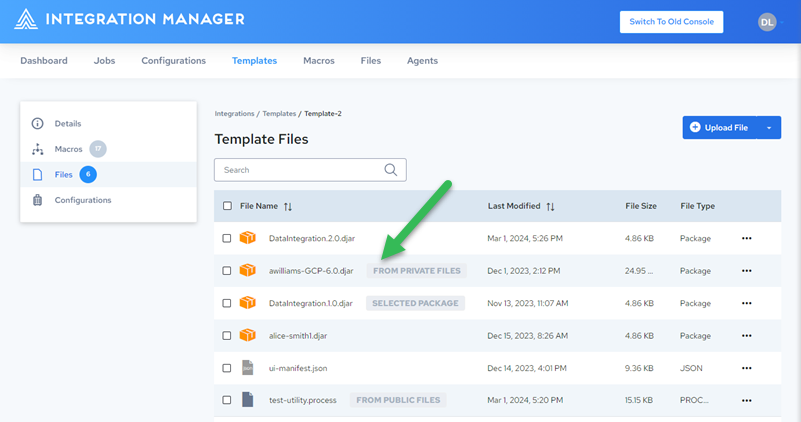 INTEGRATION MANAGER
Switch To Old Console
DL
Dashboard Jobs Configurations Templates Macros Files Agents
Details
Macros 17
Files 6
Configurations
Integrations / Templates / Template-2
Template Files
Upload File
Search
File Name Last Modified File Size File Type
DataIntegration.2.0.djar Mar 1, 2024, 5:26 PM 4.86 KB Package
awilliams-GCP-6.0.djar FROM PRIVATE FILES Dec 1, 2023, 2:12 PM 24.95 ... Package
DataIntegration.1.0.djar SELECTED PACKAGE Nov 13, 2023, 11:07 AM 4.86 KB Package
alice-smith1.djar Dec 15, 2023, 8:26 AM 4.86 KB Package
ui-manifest.json Dec 14, 2023, 4:01 PM 9.36 KB JSON
test-utility.process FROM PUBLIC FILES Mar 1, 2024, 5:20 PM 15.15 KB PROC...